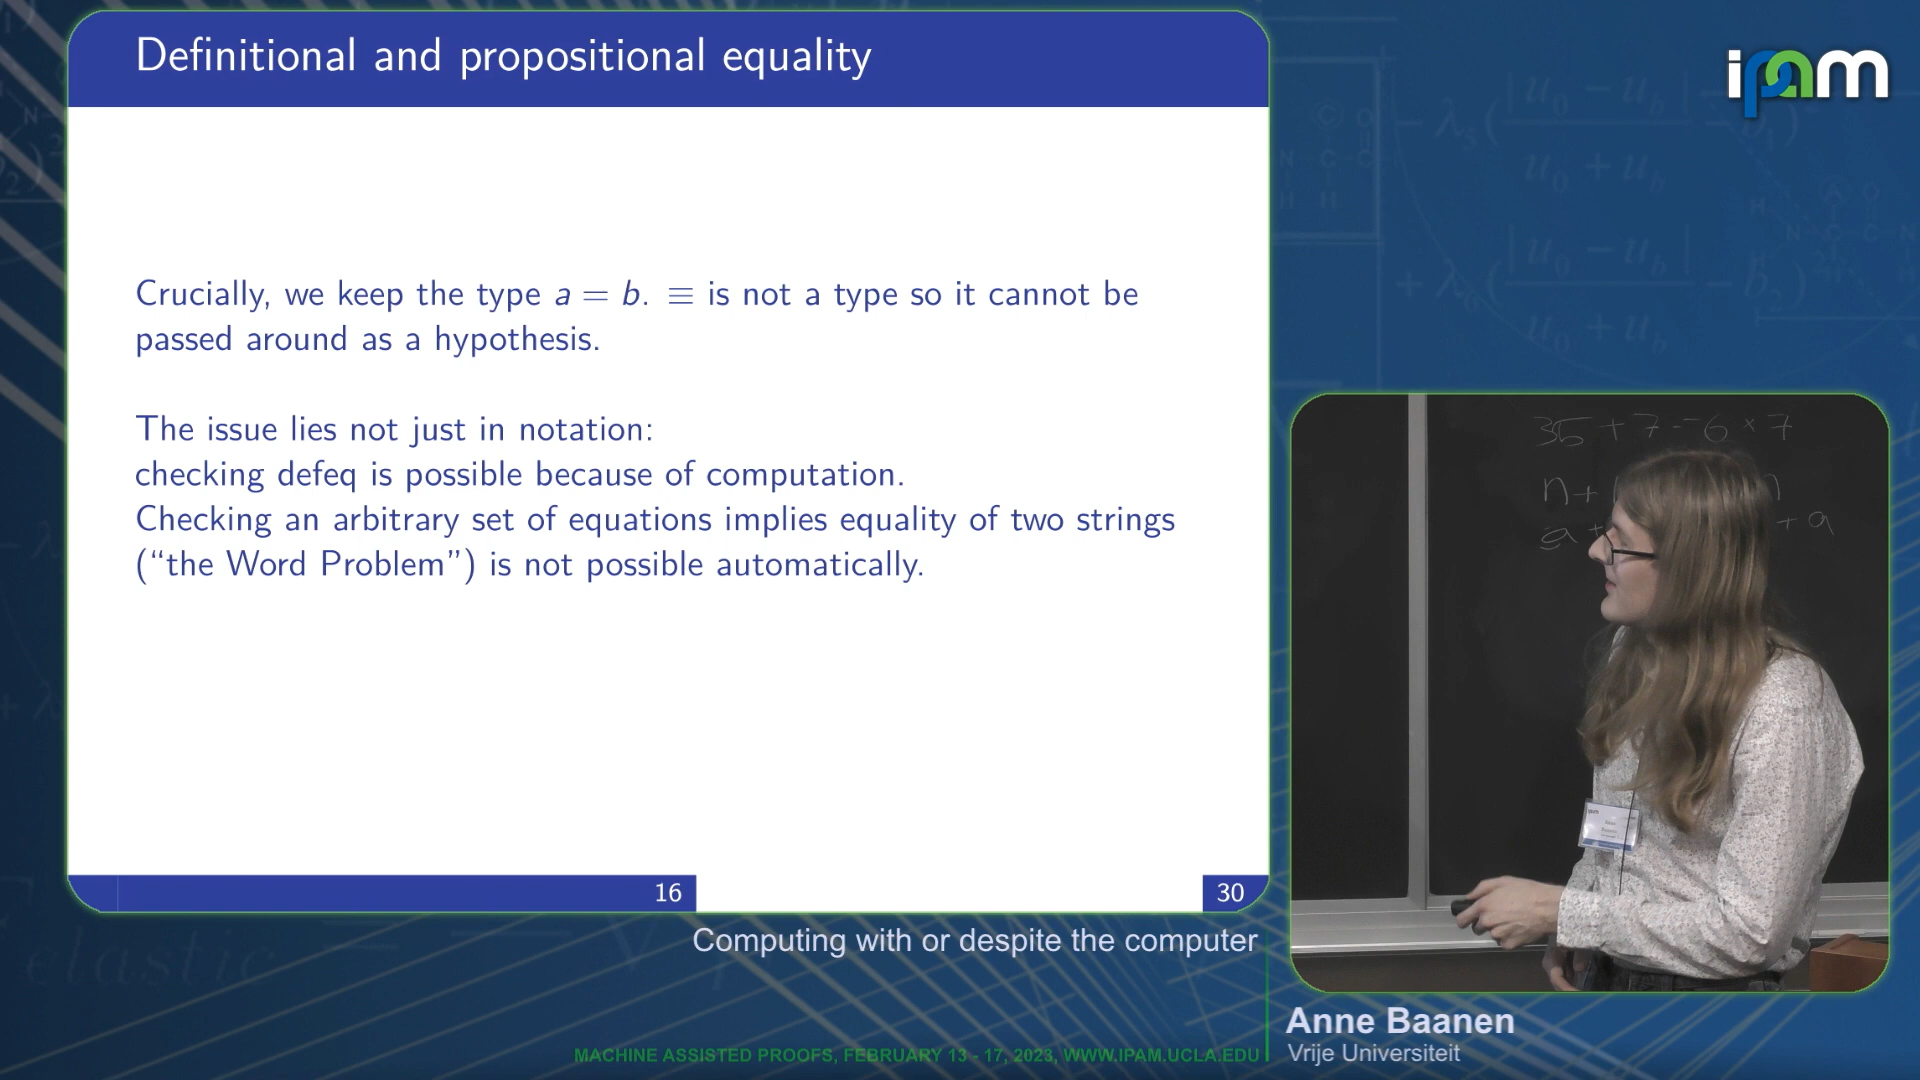 Definitional and propositional equality
ipam
Crucially, we keep the type a = b. ≡ is not a type so it cannot be
passed around as a hypothesis.
The issue lies not just in notation:
checking defeq is possible because of computation.
Checking an arbitrary set of equations implies equality of two strings
(“the Word Problem”) is not possible automatically.
16
30
35 + 7 = 6 × 7
n +
a +
+ a
Computing with or despite the computer
Anne Baanen
Vrije Universiteit
MACHINE ASSISTED PROOFS, FEBRUARY 13 - 17, 2023, WWW.IPAM.UCLA.EDU